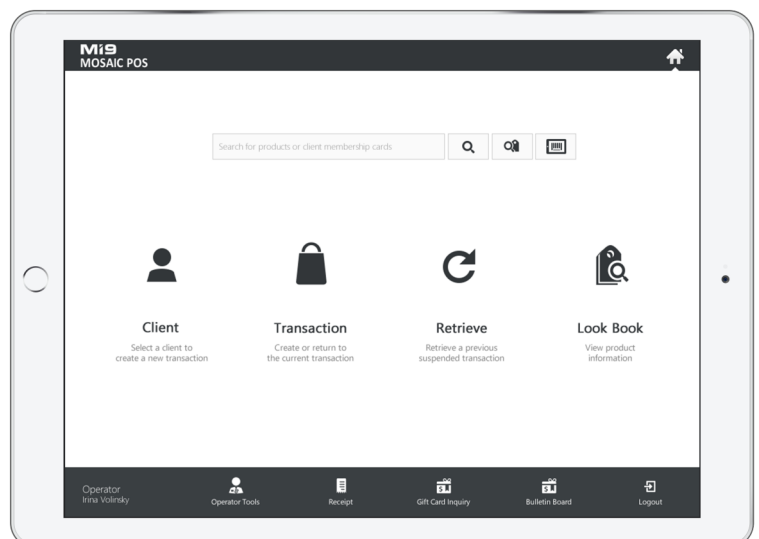 Mi9
MOSAIC POS
Search for products or client membership cards
Client
Select a client to
create a new transaction
Transaction
Create or return to
the current transaction
Retrieve
Retrieve a previous
suspended transaction
Look Book
View product
information
Operator
Irina Volinsky
Operator Tools
Receipt
Gift Card Inquiry
Bulletin Board
Logout